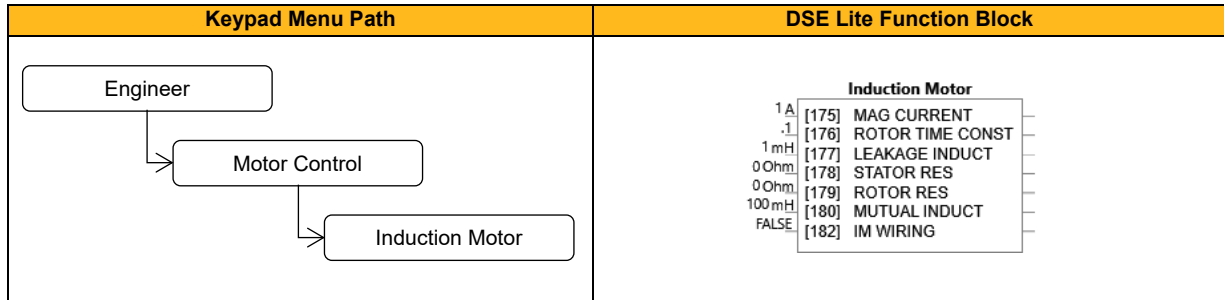 Keypad Menu Path
DSE Lite Function Block
Engineer
Motor Control
Induction Motor
Induction Motor
1 A [175] MAG CURRENT
.1 [176] ROTOR TIME CONST
1 mH [177] LEAKAGE INDUCT
0 Ohm [178] STATOR RES
0 Ohm [179] ROTOR RES
100 mH [180] MUTUAL INDUCT
FALSE [182] IM WIRING